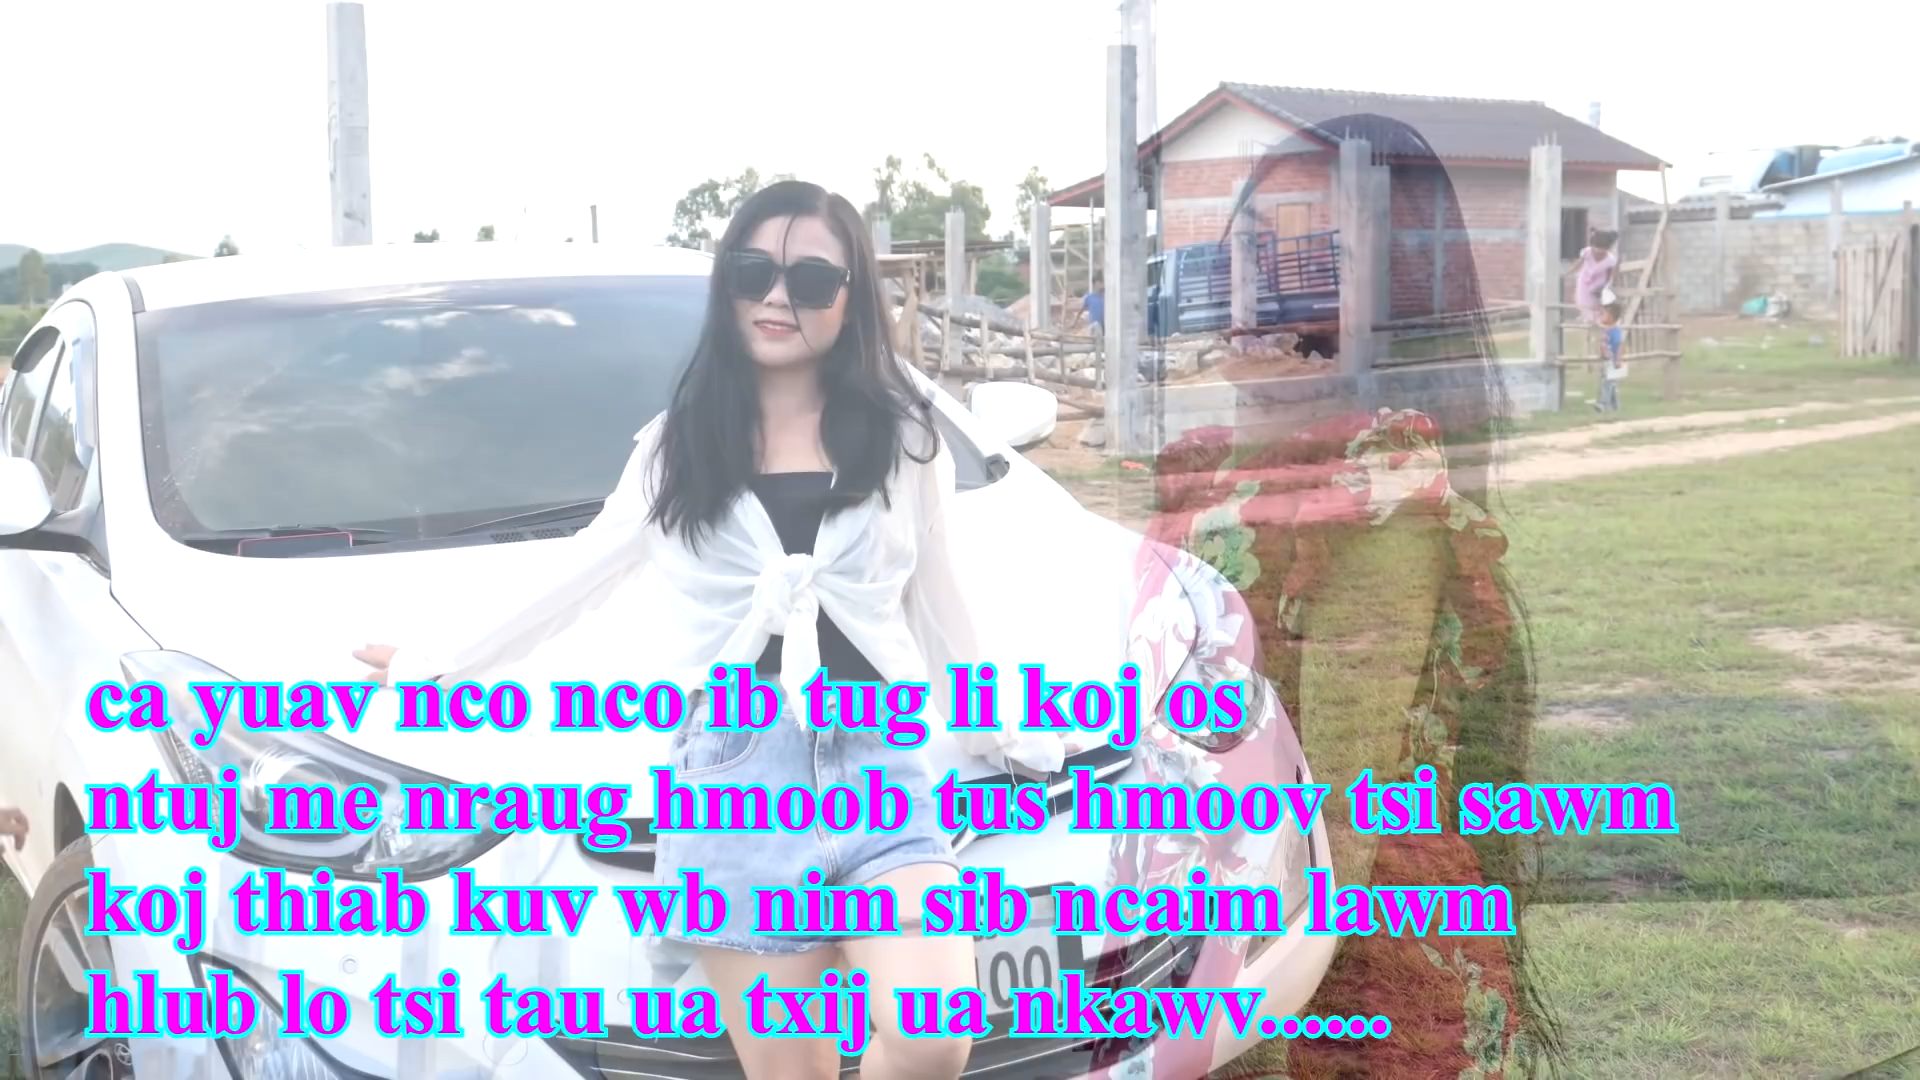 ca yuav nco nco ib tug li koj os
ntuj me nraug hmoob tus hmoov tsi sawm
koj thiab kuv wb nim sib ncaim lawm
hlub lo tsi tau ua txij ua nkawv......
00